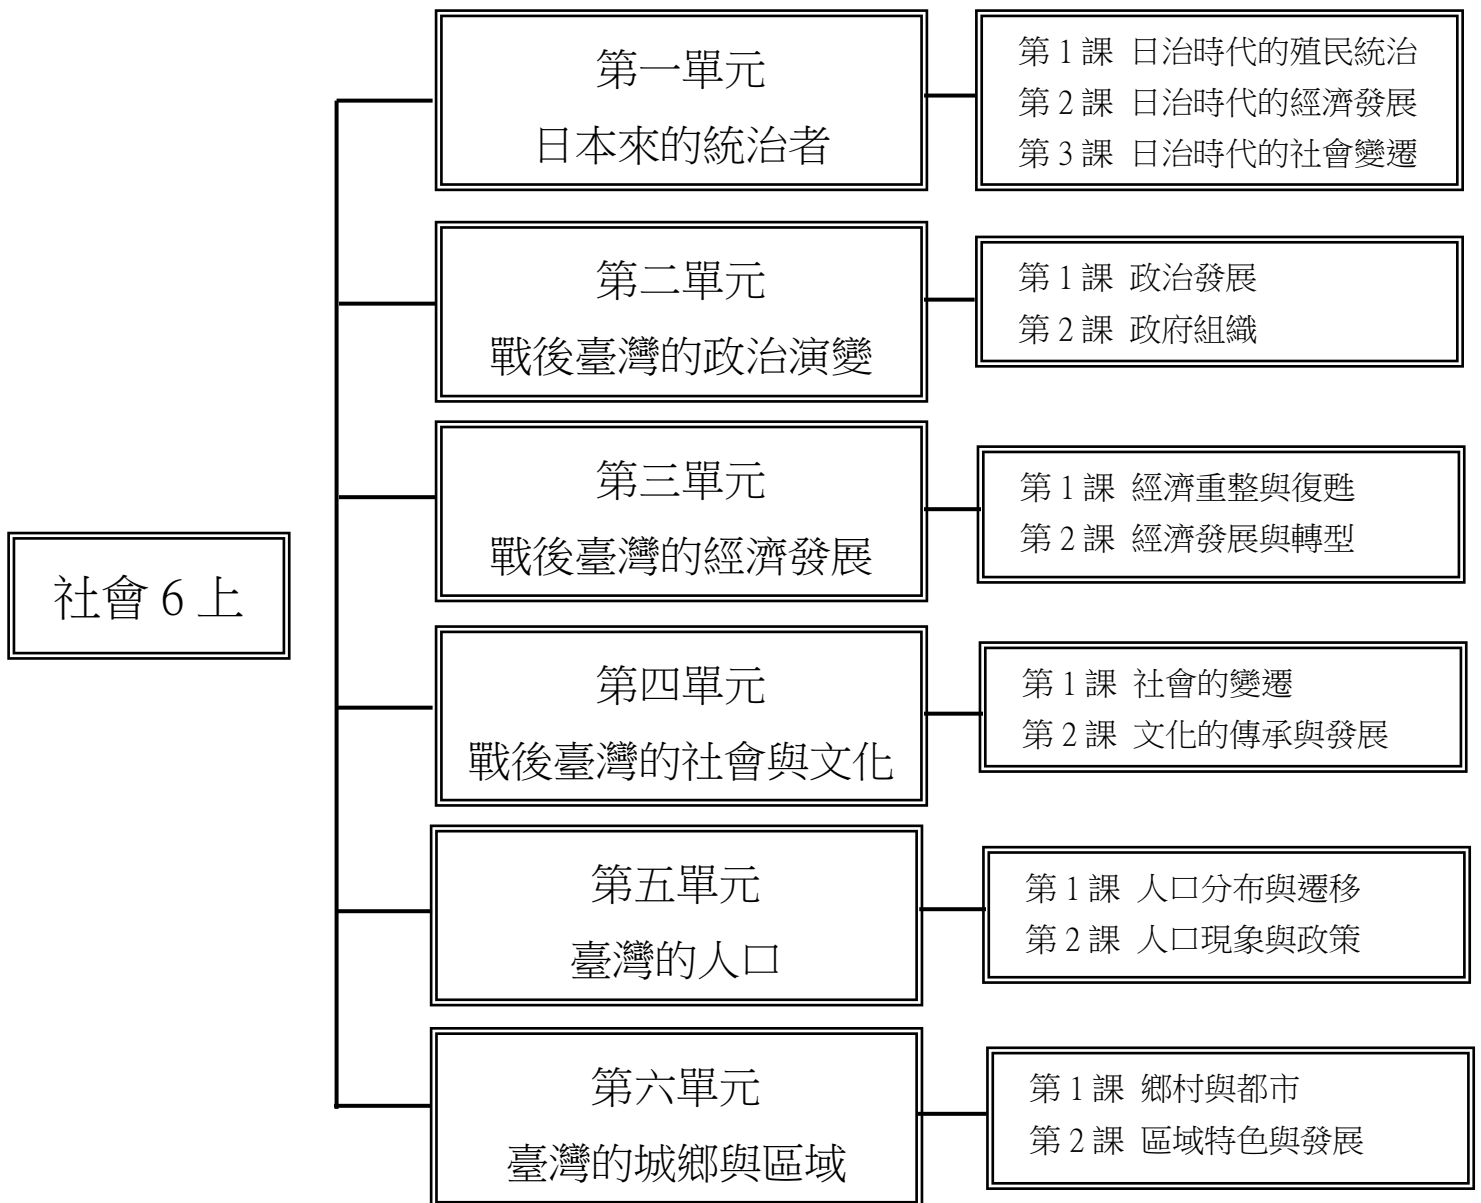 社會 6 上
第一單元
日本來的統治者
第 1 課 日治時代的殖民統治
第 2 課 日治時代的經濟發展
第 3 課 日治時代的社會變遷
第二單元
戰後臺灣的政治演變
第 1 課 政治發展
第 2 課 政府組織
第三單元
戰後臺灣的經濟發展
第 1 課 經濟重整與復甦
第 2 課 經濟發展與轉型
第四單元
戰後臺灣的社會與文化
第 1 課 社會的變遷
第 2 課 文化的傳承與發展
第五單元
臺灣的人口
第 1 課 人口分布與遷移
第 2 課 人口現象與政策
第六單元
臺灣的城鄉與區域
第 1 課 鄉村與都市
第 2 課 區域特色與發展